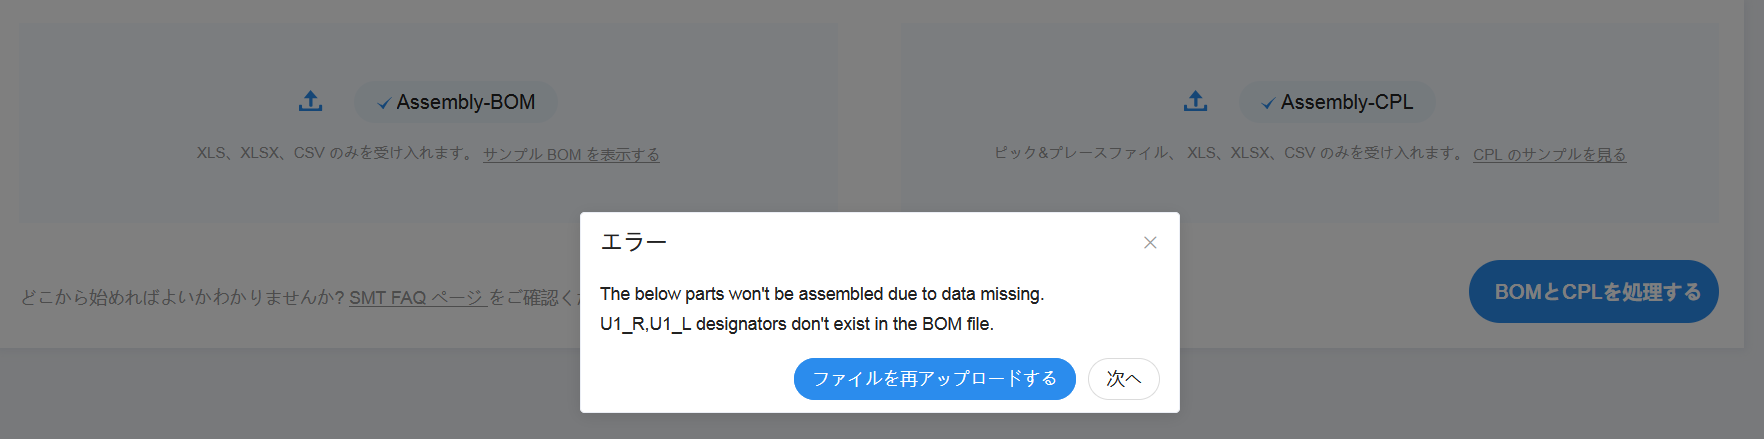 Assembly-BOM
XLS、XLSX、CSV のみを受け入れます。 サンプル BOM を表示する
Assembly-CPL
ピック&プレースファイル、 XLS、XLSX、CSV のみを受け入れます。 CPL のサンプルを見る
エラー
The below parts won't be assembled due to data missing.
U1_R,U1_L designators don't exist in the BOM file.
ファイルを再アップロードする 次へ
どこから始めればよいかわかりませんか? SMT FAQ ページ をご確認く
BOMとCPLを処理する